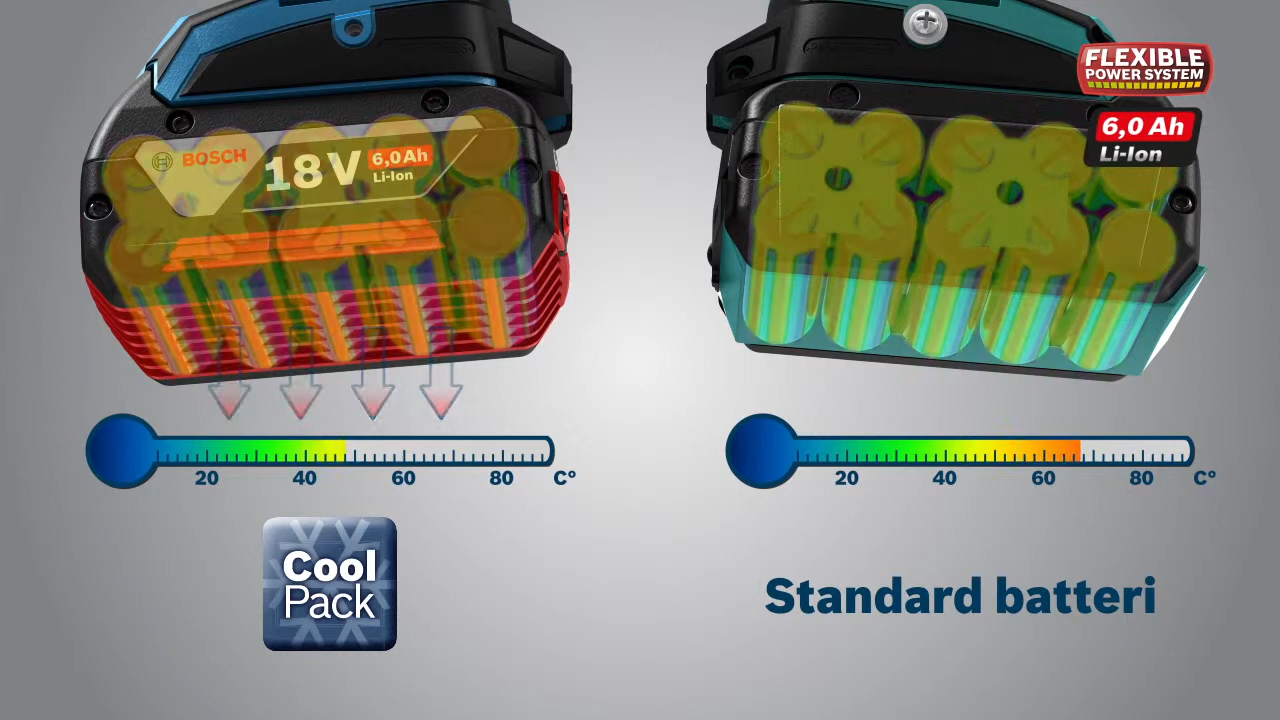 FLEXIBLE
POWER SYSTEM
6,0 Ah
Li-Ion
BOSCH
18V
6,0Ah
Li-Ion
20 40 60 80 C°
20 40 60 80 C°
Cool
Pack
Standard batteri